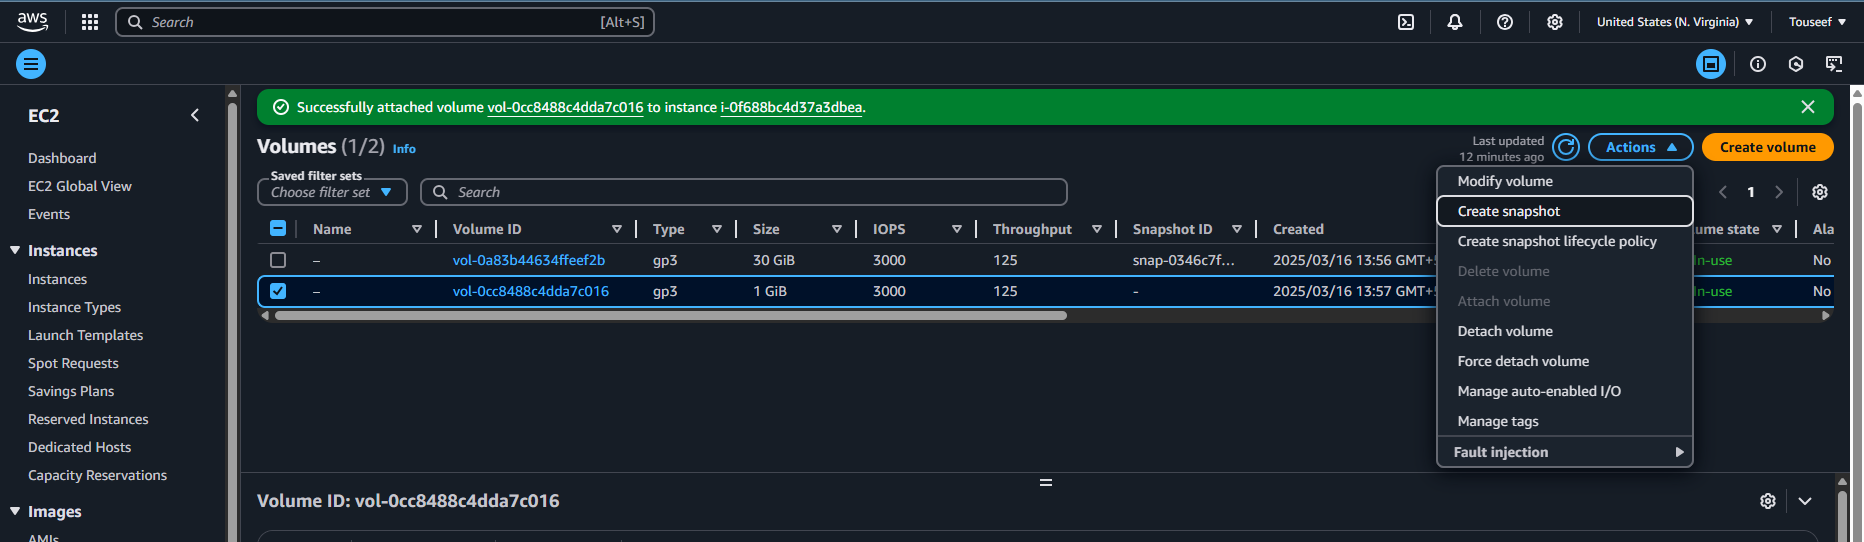 aws
Search [Alt+S]
United States (N. Virginia) Touseef
EC2
Dashboard
EC2 Global View
Events
Instances
Instances
Instance Types
Launch Templates
Spot Requests
Savings Plans
Reserved Instances
Dedicated Hosts
Capacity Reservations
Images
AMIs
Successfully attached volume vol-0cc8488c4dda7c016 to instance i-0f688bc4d37a3dbea.
Volumes (1/2) Info
Last updated
12 minutes ago
Actions
Create volume
Saved filter sets
Choose filter set
Search
1
Name Volume ID Type Size IOPS Throughput Snapshot ID Created ume state Ala
– vol-0a83b44634ffeef2b gp3 30 GiB 3000 125 snap-0346c7f... 2025/03/16 13:56 GMT+5 In-use No
– vol-0cc8488c4dda7c016 gp3 1 GiB 3000 125 - 2025/03/16 13:57 GMT+5 In-use No
Modify volume
Create snapshot
Create snapshot lifecycle policy
Delete volume
Attach volume
Detach volume
Force detach volume
Manage auto-enabled I/O
Manage tags
Fault injection
Volume ID: vol-0cc8488c4dda7c016